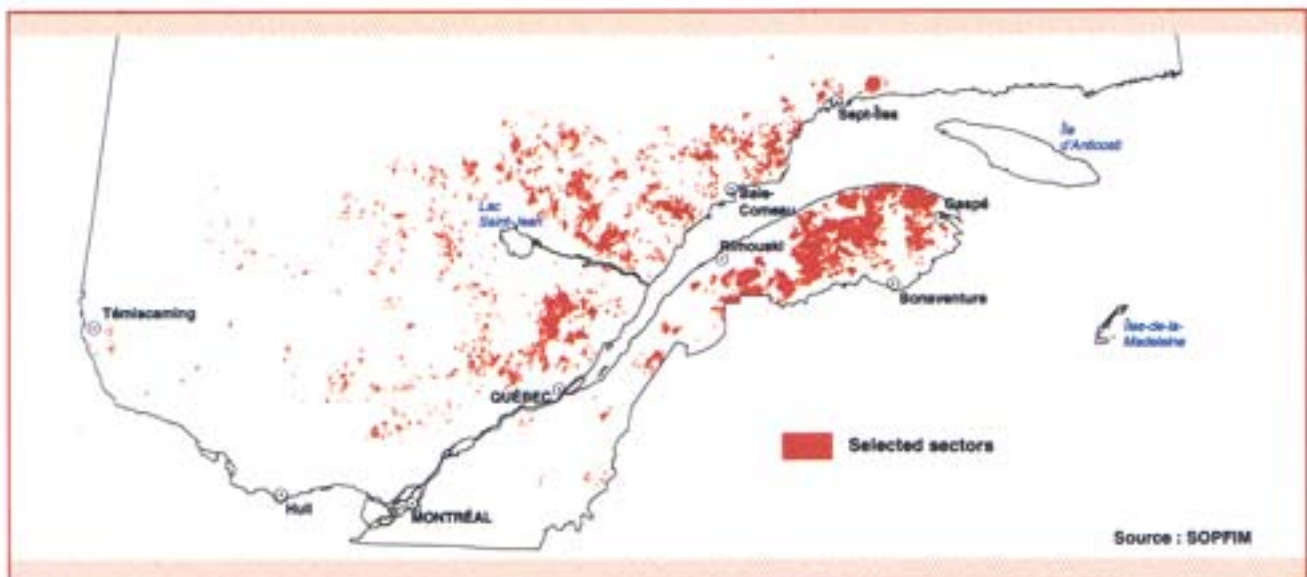 Sept-Îles
Île
d'Anticosti
Baie-
Comeau
Gaspé
Lac
Saint-Jean
Rimouski
Bonaventure
Témiscaming
Îles-de-la-
Madeleine
QUÉBEC
Selected sectors
Hull
MONTRÉAL
Source : SOPFIM